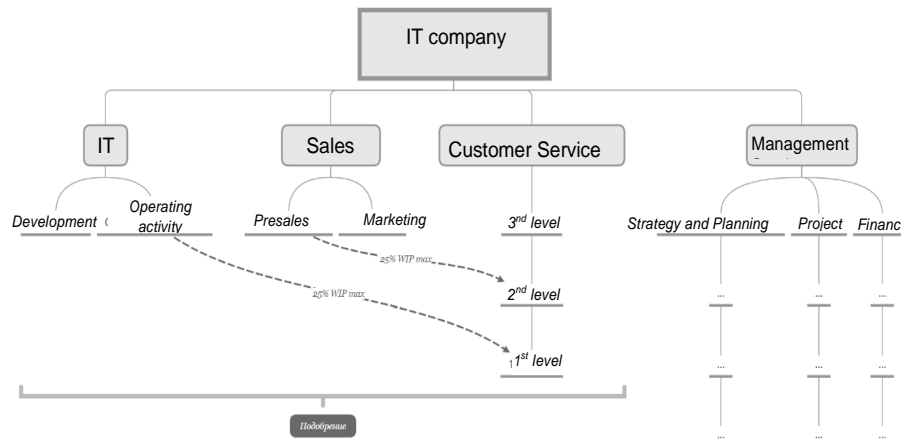 IT company
IT
Sales
Customer Service
Management
Development
Operating
activity
Presales
Marketing
3rd level
Strategy and Planning
Project
Financ
25% WIP max
2nd level
...
...
...
25% WIP max
1st level
...
...
...
Подобрение
...
...
...